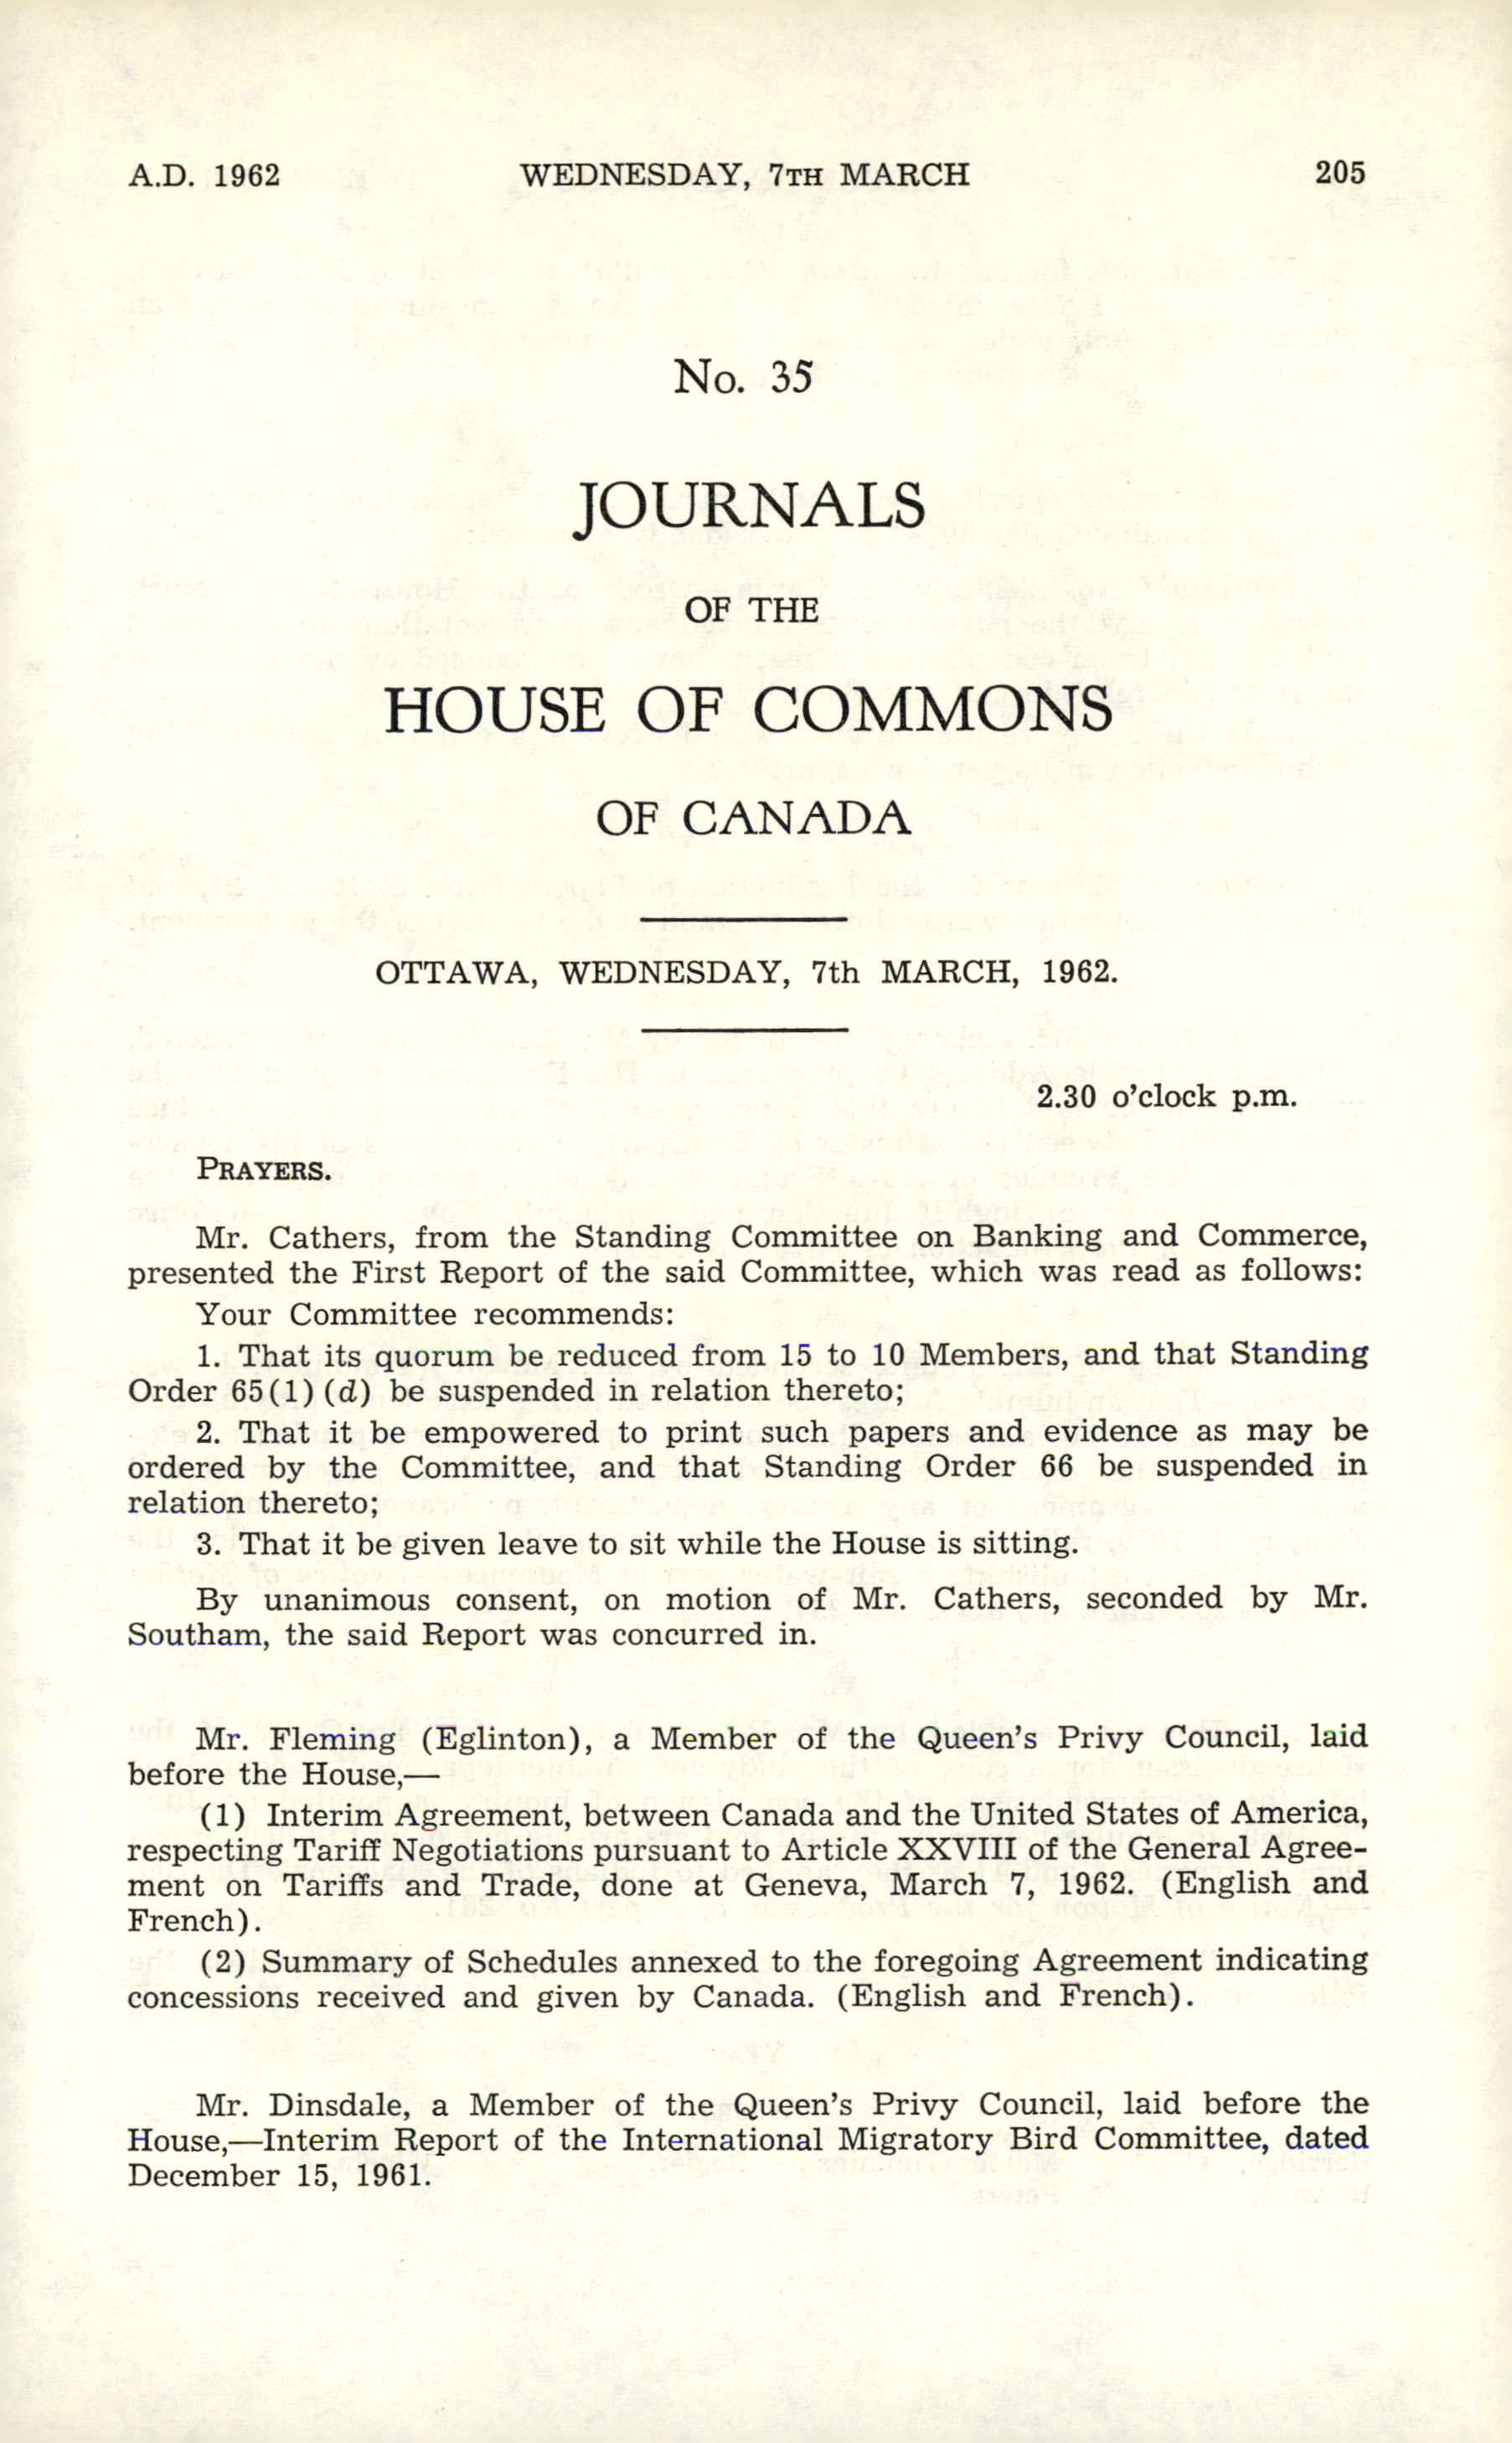 A.D. 1962 WEDNESDAY, 7TH MARCH 205
No. 35
JOURNALS
OF THE
HOUSE OF COMMONS
OF CANADA
OTTAWA, WEDNESDAY, 7th MARCH, 1962.
2.30 o'clock p.m.
PRAYERS.
Mr. Cathers, from the Standing Committee on Banking and Commerce,
presented the First Report of the said Committee, which was read as follows:
Your Committee recommends:
1. That its quorum be reduced from 15 to 10 Members, and that Standing
Order 65(1)(d) be suspended in relation thereto;
2. That it be empowered to print such papers and evidence as may be
ordered by the Committee, and that Standing Order 66 be suspended in
relation thereto;
3. That it be given leave to sit while the House is sitting.
By unanimous consent, on motion of Mr. Cathers, seconded by Mr.
Southam, the said Report was concurred in.
Mr. Fleming (Eglinton), a Member of the Queen's Privy Council, laid
before the House,—
(1) Interim Agreement, between Canada and the United States of America,
respecting Tariff Negotiations pursuant to Article XXVIII of the General Agree-
ment on Tariffs and Trade, done at Geneva, March 7, 1962. (English and
French).
(2) Summary of Schedules annexed to the foregoing Agreement indicating
concessions received and given by Canada. (English and French).
Mr. Dinsdale, a Member of the Queen's Privy Council, laid before the
House,—Interim Report of the International Migratory Bird Committee, dated
December 15, 1961.